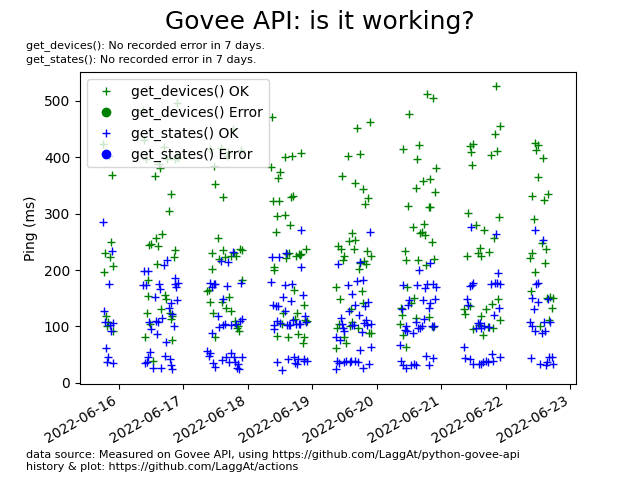 Govee API: is it working?
get_devices(): No recorded error in 7 days.
get_states(): No recorded error in 7 days.
get_devices() OK
get_devices() Error
get_states() OK
get_states() Error
Ping (ms)
500
400
300
200
100
0
2022-06-16
2022-06-17
2022-06-18
2022-06-19
2022-06-20
2022-06-21
2022-06-22
2022-06-23
data source: Measured on Govee API, using https://github.com/LaggAt/python-govee-api
history & plot: https://github.com/LaggAt/actions